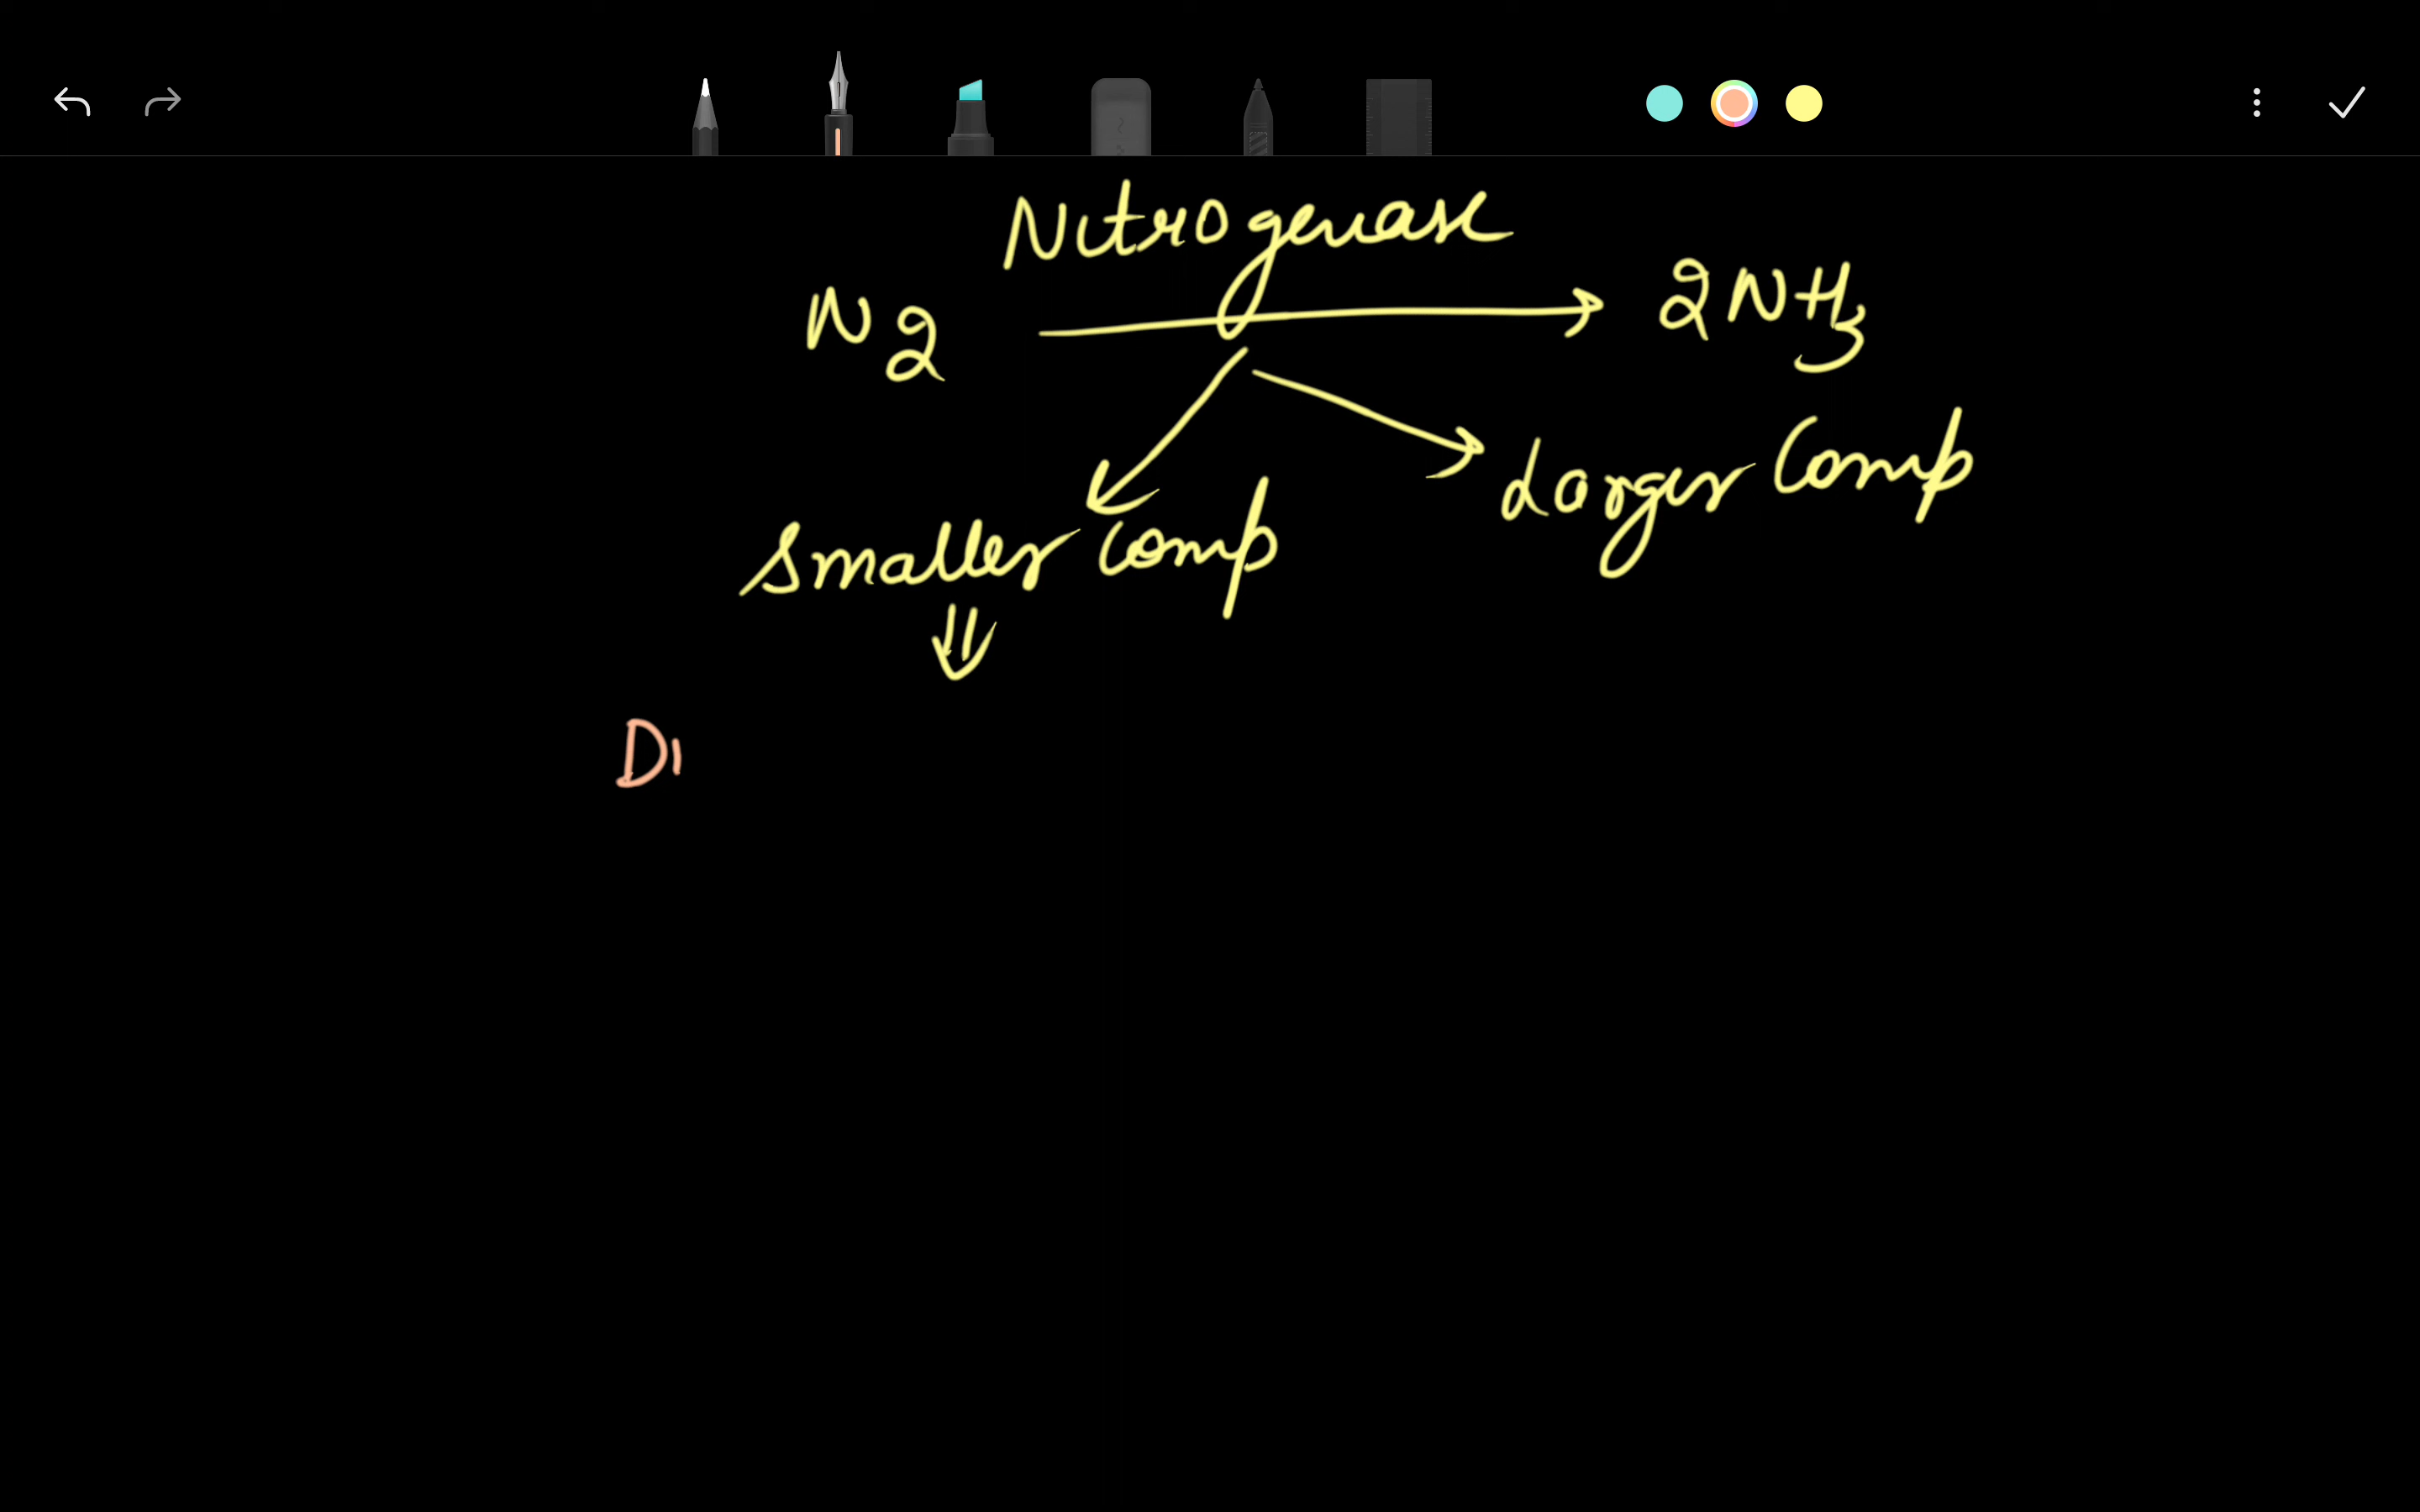 Nitrogenase
N2 → 2NH3
Larger Comp
Smaller Comp
Di